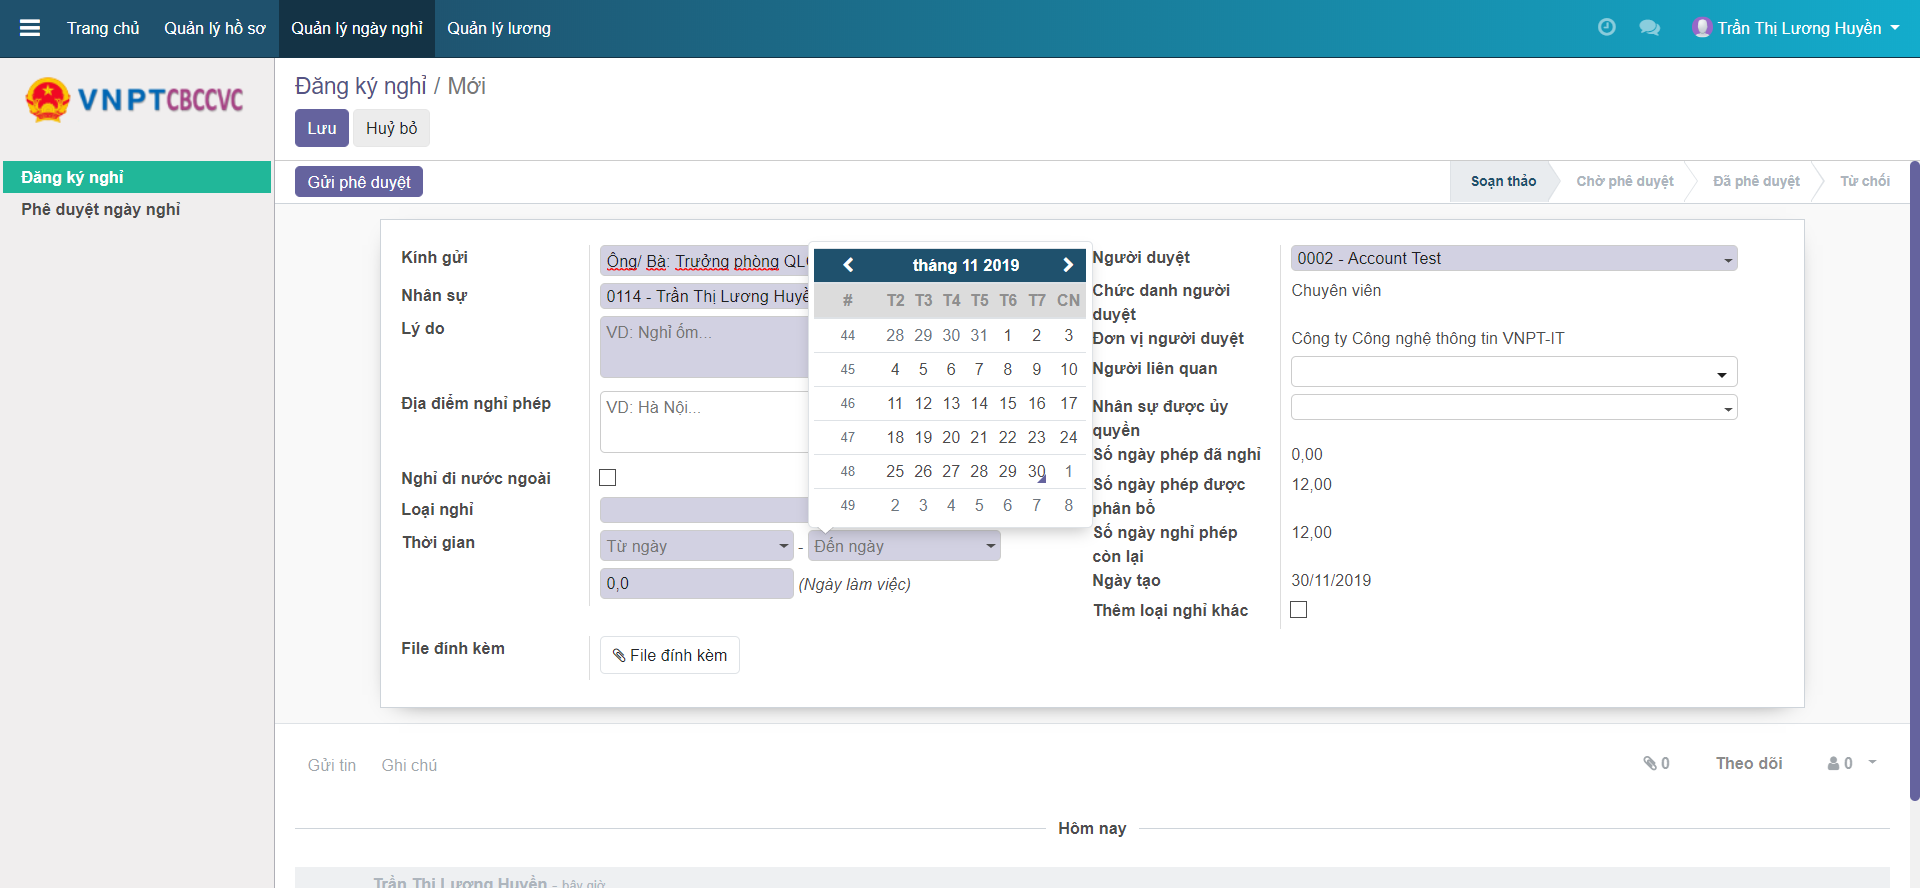 Trang chủ Quản lý hồ sơ Quản lý ngày nghỉ Quản lý lương Trần Thị Lương Huyền
VNPT CBCCVC
Đăng ký nghỉ
Phê duyệt ngày nghỉ
Đăng ký nghỉ / Mới
Lưu Huỷ bỏ
Gửi phê duyệt
Soạn thảo Chờ phê duyệt Đã phê duyệt Từ chối
Kính gửi Ông/ Bà: Trưởng phòng
Nhân sự 0114 - Trần Thị Lương
Lý do VD: Nghỉ ốm...
Địa điểm nghỉ phép VD: Hà Nội...
Nghỉ đi nước ngoài
Loại nghỉ
Thời gian Từ ngày - Đến ngày
0,0 (Ngày làm việc)
File đính kèm File đính kèm
tháng 11 2019
# T2 T3 T4 T5 T6 T7 CN
44 28 29 30 31 1 2 3
45 4 5 6 7 8 9 10
46 11 12 13 14 15 16 17
47 18 19 20 21 22 23 24
48 25 26 27 28 29 30 1
49 2 3 4 5 6 7 8
Người duyệt 0002 - Account Test
Chức danh người
duyệt
Chuyên viên
Đơn vị người duyệt Công ty Công nghệ thông tin VNPT-IT
Người liên quan
Nhân sự được ủy
quyền
Số ngày phép đã nghỉ 0,00
Số ngày phép được
phân bổ
12,00
Số ngày nghỉ phép
còn lại
12,00
Ngày tạo 30/11/2019
Thêm loại nghỉ khác
Gửi tin Ghi chú 0 Theo dõi 0
Hôm nay
Trần Thị Lương Huyền - bây giờ